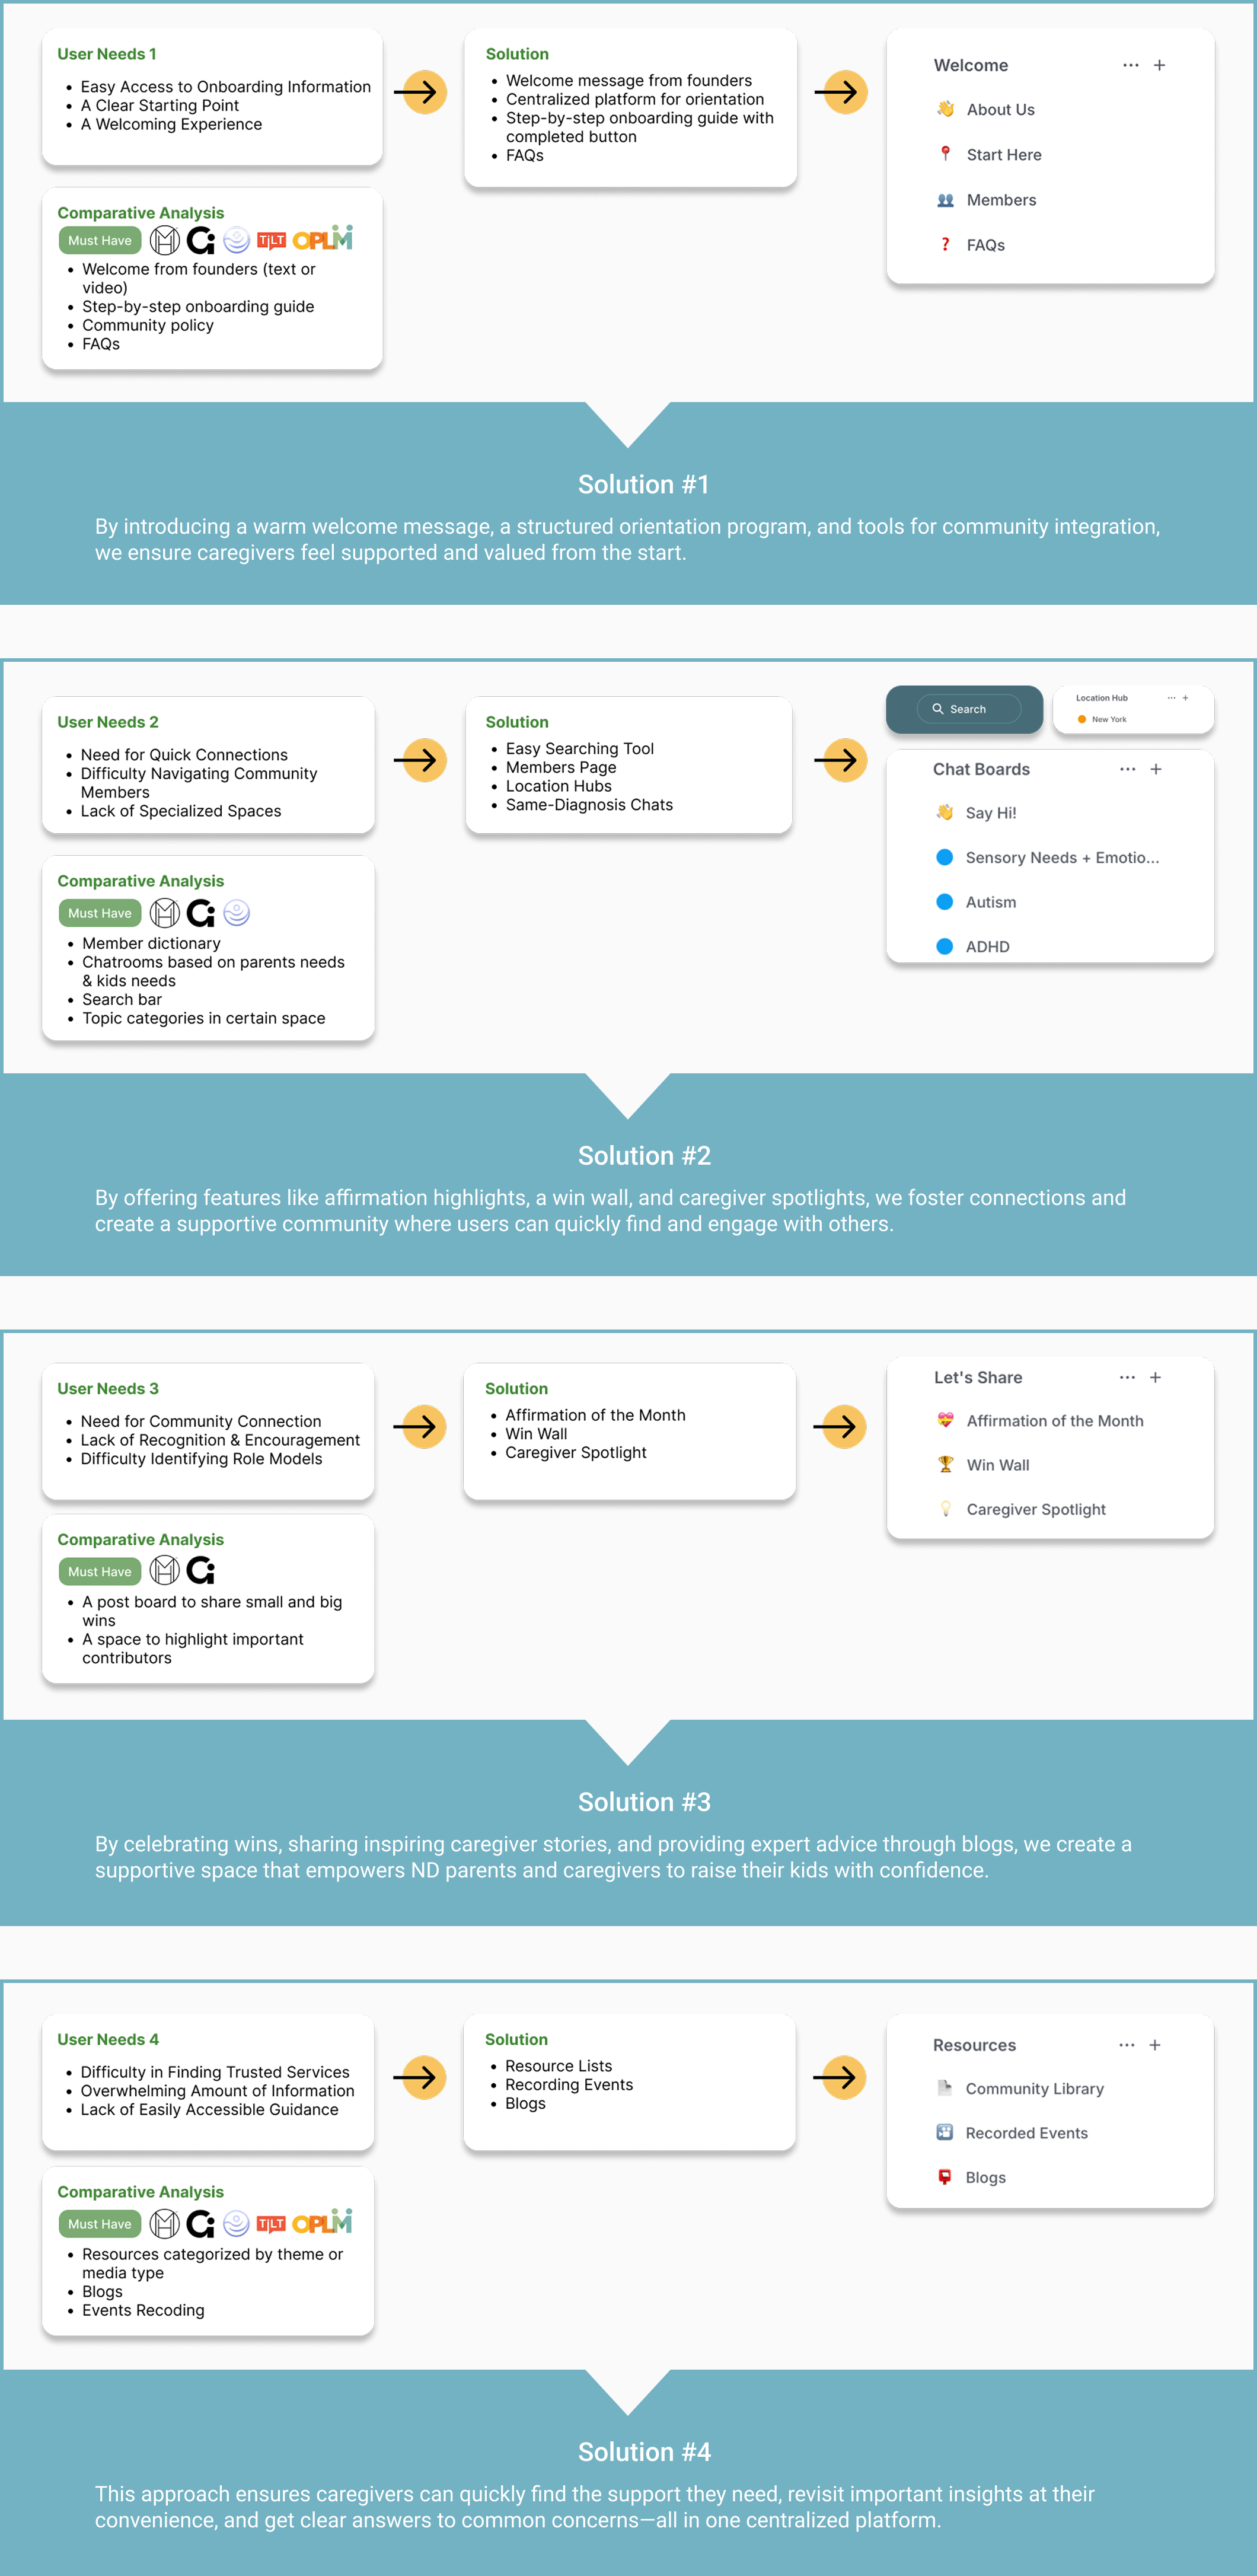 User Needs 1
Easy Access to Onboarding Information
A Clear Starting Point
A Welcoming Experience
Comparative Analysis
Must Have
TILT
OPLM
Welcome from founders (text or
video)
Step-by-step onboarding guide
Community policy
FAQs
Solution
Welcome message from founders
Centralized platform for orientation
Step-by-step onboarding guide with
completed button
FAQs
Welcome
About Us
Start Here
Members
FAQs
Solution #1
By introducing a warm welcome message, a structured orientation program, and tools for community integration,
we ensure caregivers feel supported and valued from the start.
User Needs 2
Need for Quick Connections
Difficulty Navigating Community
Members
Lack of Specialized Spaces
Comparative Analysis
Must Have
Member dictionary
Chatrooms based on parents needs
& kids needs
Search bar
Topic categories in certain space
Solution
Easy Searching Tool
Members Page
Location Hubs
Same-Diagnosis Chats
Search
Location Hub
New York
Chat Boards
Say Hi!
Sensory Needs + Emotio...
Autism
ADHD
Solution #2
By offering features like affirmation highlights, a win wall, and caregiver spotlights, we foster connections and
create a supportive community where users can quickly find and engage with others.
User Needs 3
Need for Community Connection
Lack of Recognition & Encouragement
Difficulty Identifying Role Models
Comparative Analysis
Must Have
A post board to share small and big
wins
A space to highlight important
contributors
Solution
Affirmation of the Month
Win Wall
Caregiver Spotlight
Let's Share
Affirmation of the Month
Win Wall
Caregiver Spotlight
Solution #3
By celebrating wins, sharing inspiring caregiver stories, and providing expert advice through blogs, we create a
supportive space that empowers ND parents and caregivers to raise their kids with confidence.
User Needs 4
Difficulty in Finding Trusted Services
Overwhelming Amount of Information
Lack of Easily Accessible Guidance
Comparative Analysis
Must Have
TILT
OPLM
Resources categorized by theme or
media type
Blogs
Events Recoding
Solution
Resource Lists
Recording Events
Blogs
Resources
Community Library
Recorded Events
Blogs
Solution #4
This approach ensures caregivers can quickly find the support they need, revisit important insights at their
convenience, and get clear answers to common concerns—all in one centralized platform.